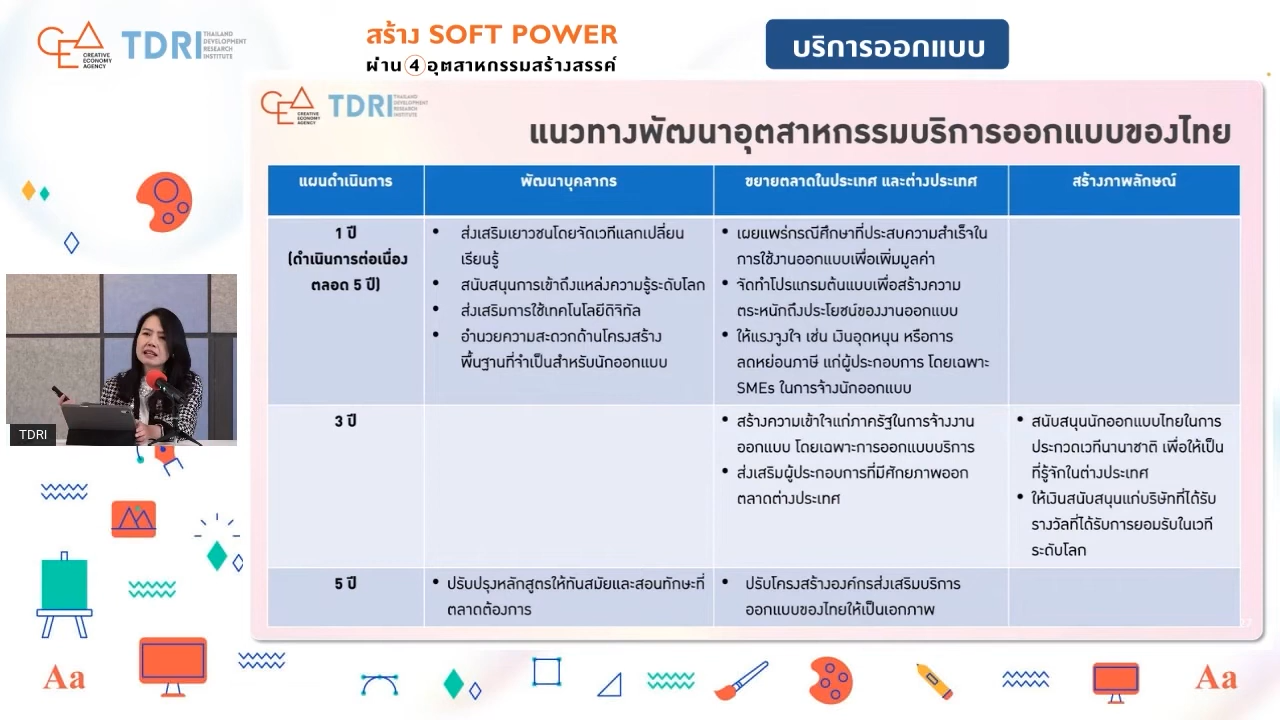 CEA
CREATIVE
ECONOMY
AGENCY
TDRI
THAILAND
DEVELOPMENT
RESEARCH
INSTITUTE
สร้าง SOFT POWER
ผ่าน 4 อุตสาหกรรมสร้างสรรค์
บริการออกแบบ
CEA
CREATIVE
ECONOMY
AGENCY
TDRI
THAILAND
DEVELOPMENT
RESEARCH
INSTITUTE
แนวทางพัฒนาอุตสาหกรรมบริการออกแบบของไทย
แผนดำเนินการ
พัฒนาบุคลากร
ขยายตลาดในประเทศ และต่างประเทศ
สร้างภาพลักษณ์
1 ปี
(ดำเนินการต่อเนื่อง
ตลอด 5 ปี)
• ส่งเสริมเยาวชนโดยจัดเวทีแลกเปลี่ยน
เรียนรู้
• สนับสนุนการเข้าถึงแหล่งความรู้ระดับโลก
• ส่งเสริมการใช้เทคโนโลยีดิจิทัล
• อำนวยความสะดวกด้านโครงสร้าง
พื้นฐานที่จำเป็นสำหรับนักออกแบบ
• เผยแพร่กรณีศึกษาที่ประสบความสำเร็จใน
การใช้งานออกแบบเพื่อเพิ่มมูลค่า
• จัดทำโปรแกรมต้นแบบเพื่อสร้างความ
ตระหนักถึงประโยชน์ของงานออกแบบ
• ให้แรงจูงใจ เช่น เงินอุดหนุน หรือการ
ลดหย่อนภาษี แก่ผู้ประกอบการ โดยเฉพาะ
SMEs ในการจ้างนักออกแบบ
3 ปี
• สร้างความเข้าใจแก่ภาครัฐในการจ้างงาน
ออกแบบ โดยเฉพาะการออกแบบบริการ
• ส่งเสริมผู้ประกอบการที่มีศักยภาพออก
ตลาดต่างประเทศ
• สนับสนุนนักออกแบบไทยในการ
ประกวดเวทีนานาชาติ เพื่อให้เป็น
ที่รู้จักในต่างประเทศ
• ให้เงินสนับสนุนแก่บริษัทที่ได้รับ
รางวัลที่ได้รับการยอมรับในเวที
ระดับโลก
5 ปี
• ปรับปรุงหลักสูตรให้ทันสมัยและสอนทักษะที่
ตลาดต้องการ
• ปรับโครงสร้างองค์กรส่งเสริมบริการ
ออกแบบของไทยให้เป็นเอกภาพ
TDRI
Aa
Aa